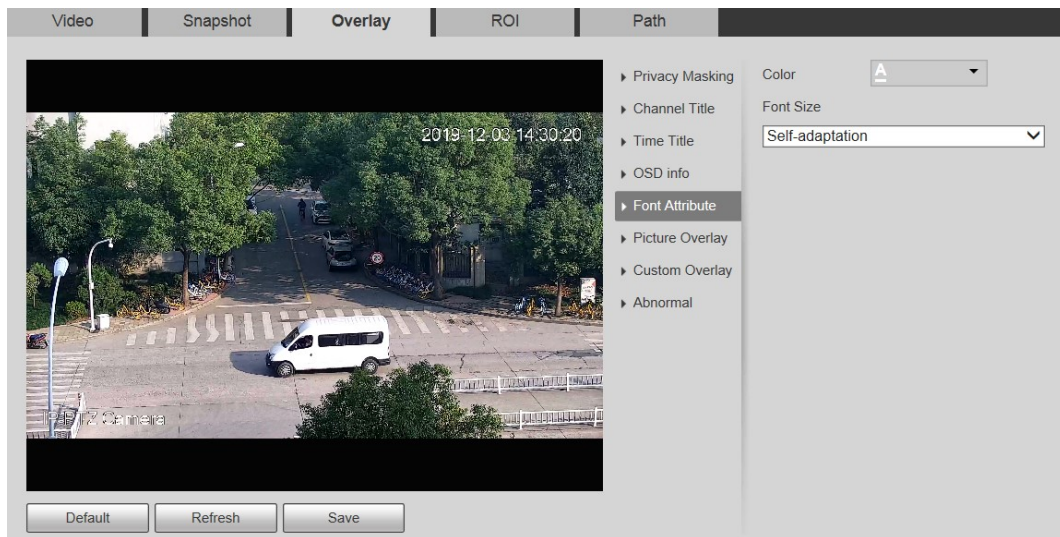 Video Snapshot Overlay ROI Path
2019-12-03 14:30:20
IP PTZ Camera
Privacy Masking
Channel Title
Time Title
OSD info
Font Attribute
Picture Overlay
Custom Overlay
Abnormal
Color A
Font Size
Self-adaptation
Default Refresh Save